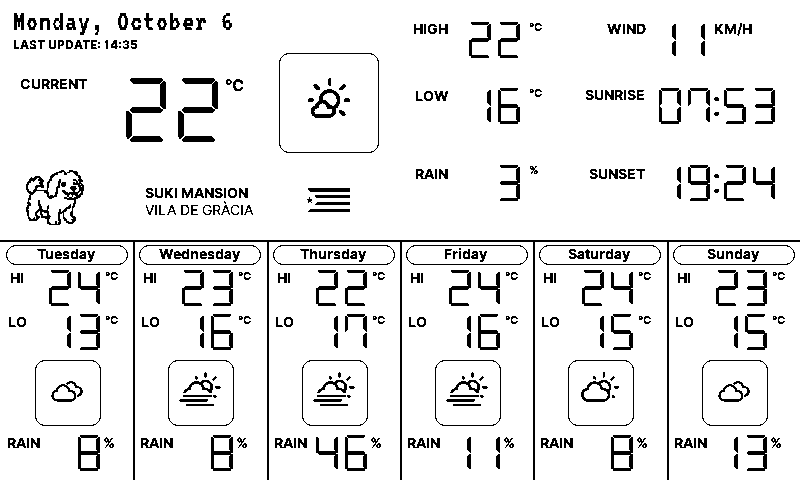 Monday, October 6
LAST UPDATE: 14:35
CURRENT 22 °C
SUKI MANSION
VILA DE GRÀCIA
HIGH 22 °C
LOW 16 °C
RAIN 3 %
WIND 11 KM/H
SUNRISE 07:53
SUNSET 19:24
Tuesday
HI 24 °C
LO 13 °C
RAIN 8 %
Wednesday
HI 23 °C
LO 16 °C
RAIN 8 %
Thursday
HI 22 °C
LO 17 °C
RAIN 46 %
Friday
HI 24 °C
LO 16 °C
RAIN 11 %
Saturday
HI 24 °C
LO 15 °C
RAIN 8 %
Sunday
HI 23 °C
LO 15 °C
RAIN 13 %